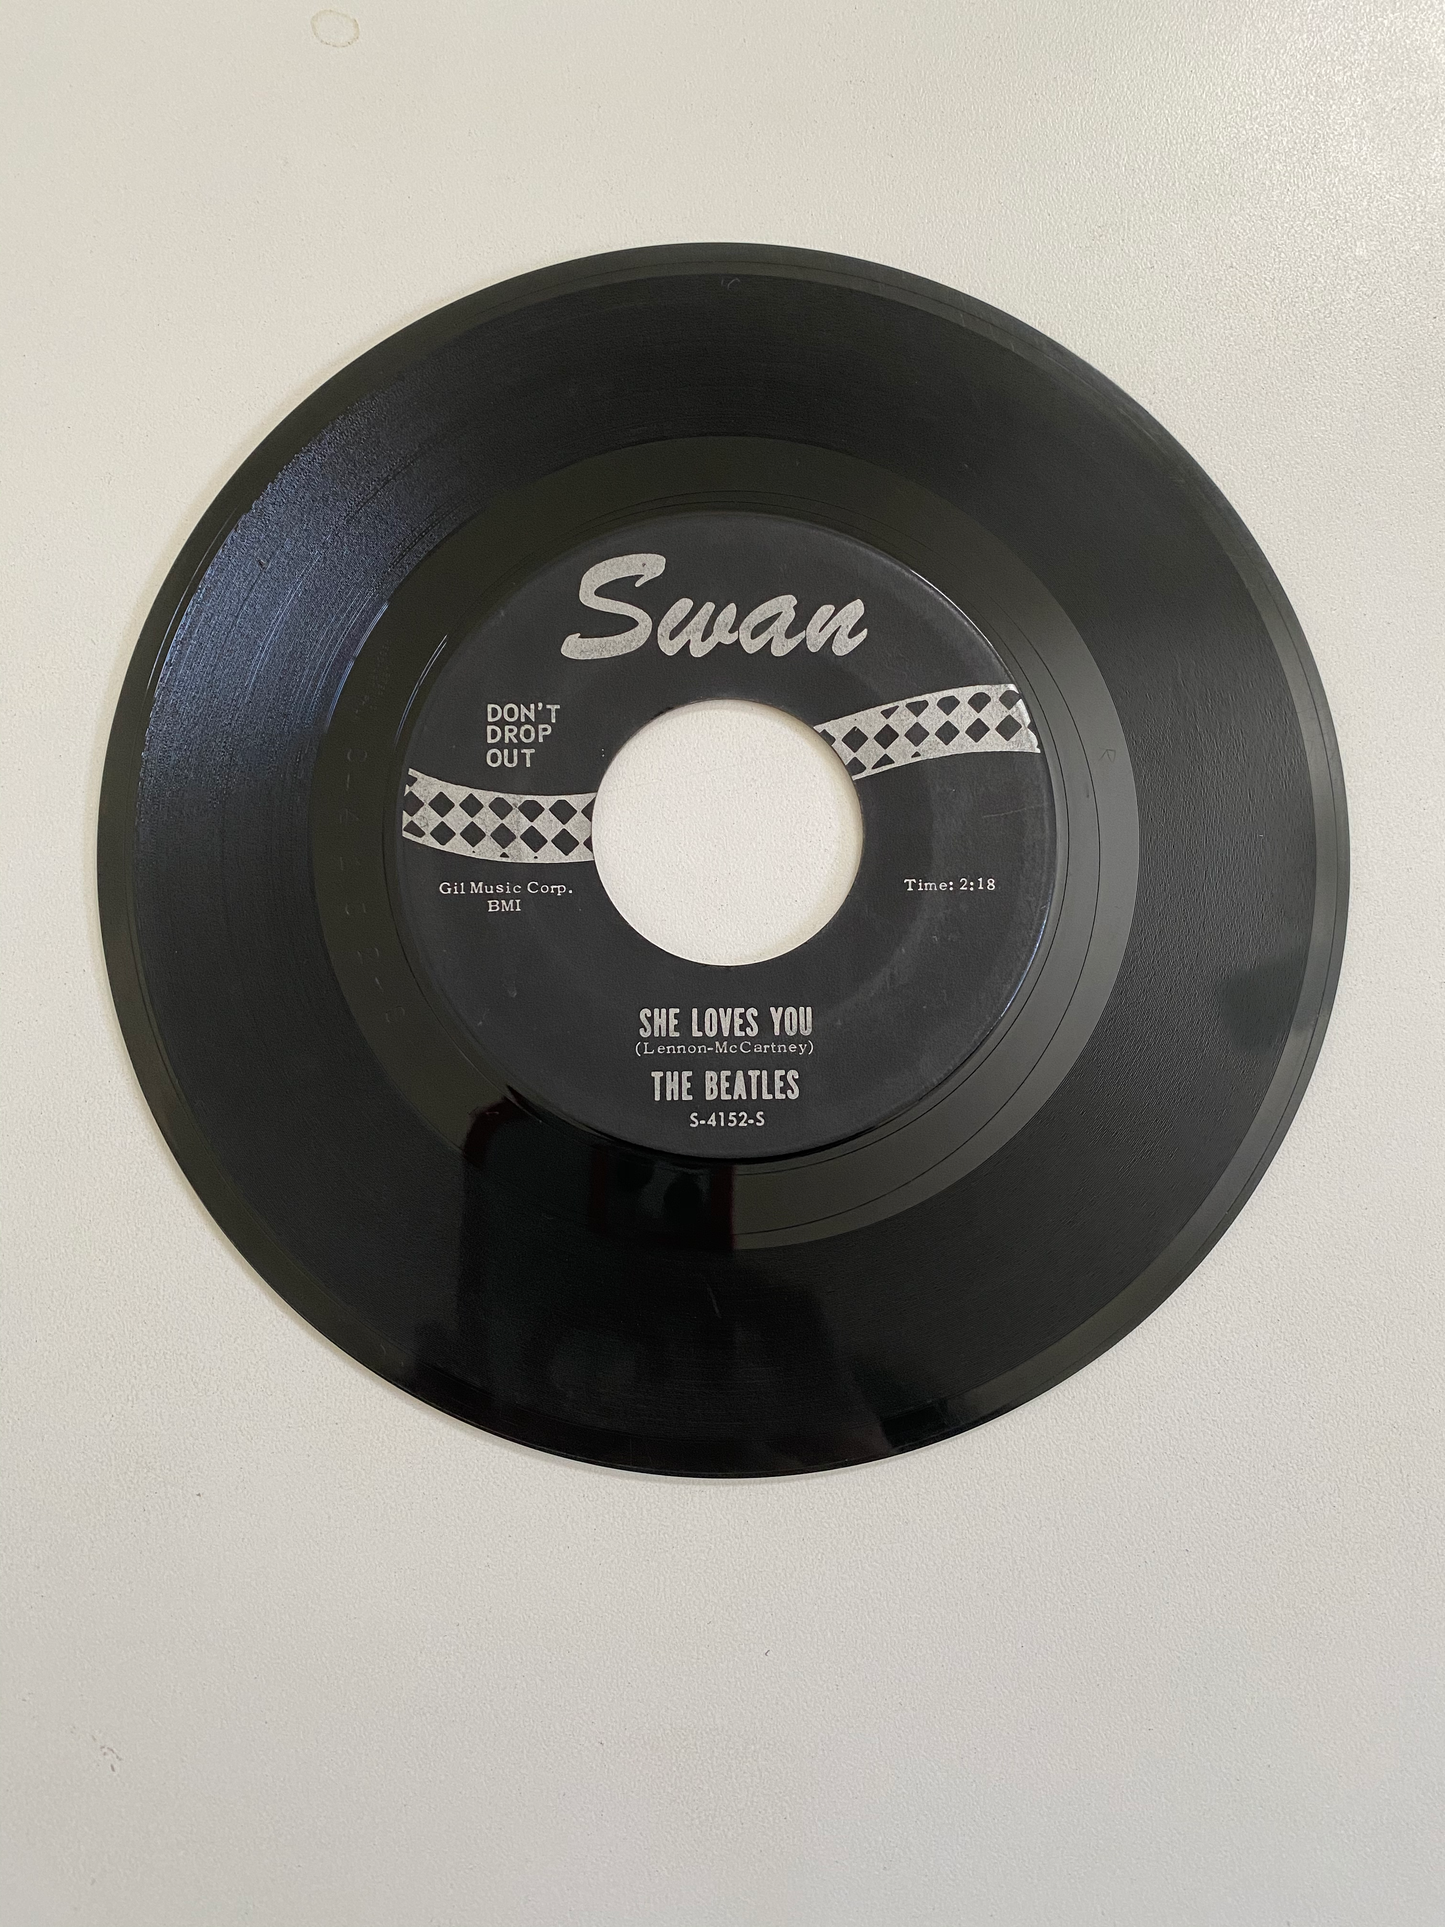 Swan
DON'T
DROP
OUT
Gil Music Corp.
BMI
Time: 2:18
SHE LOVES YOU
(Lennon-McCartney)
THE BEATLES
S-4152-S